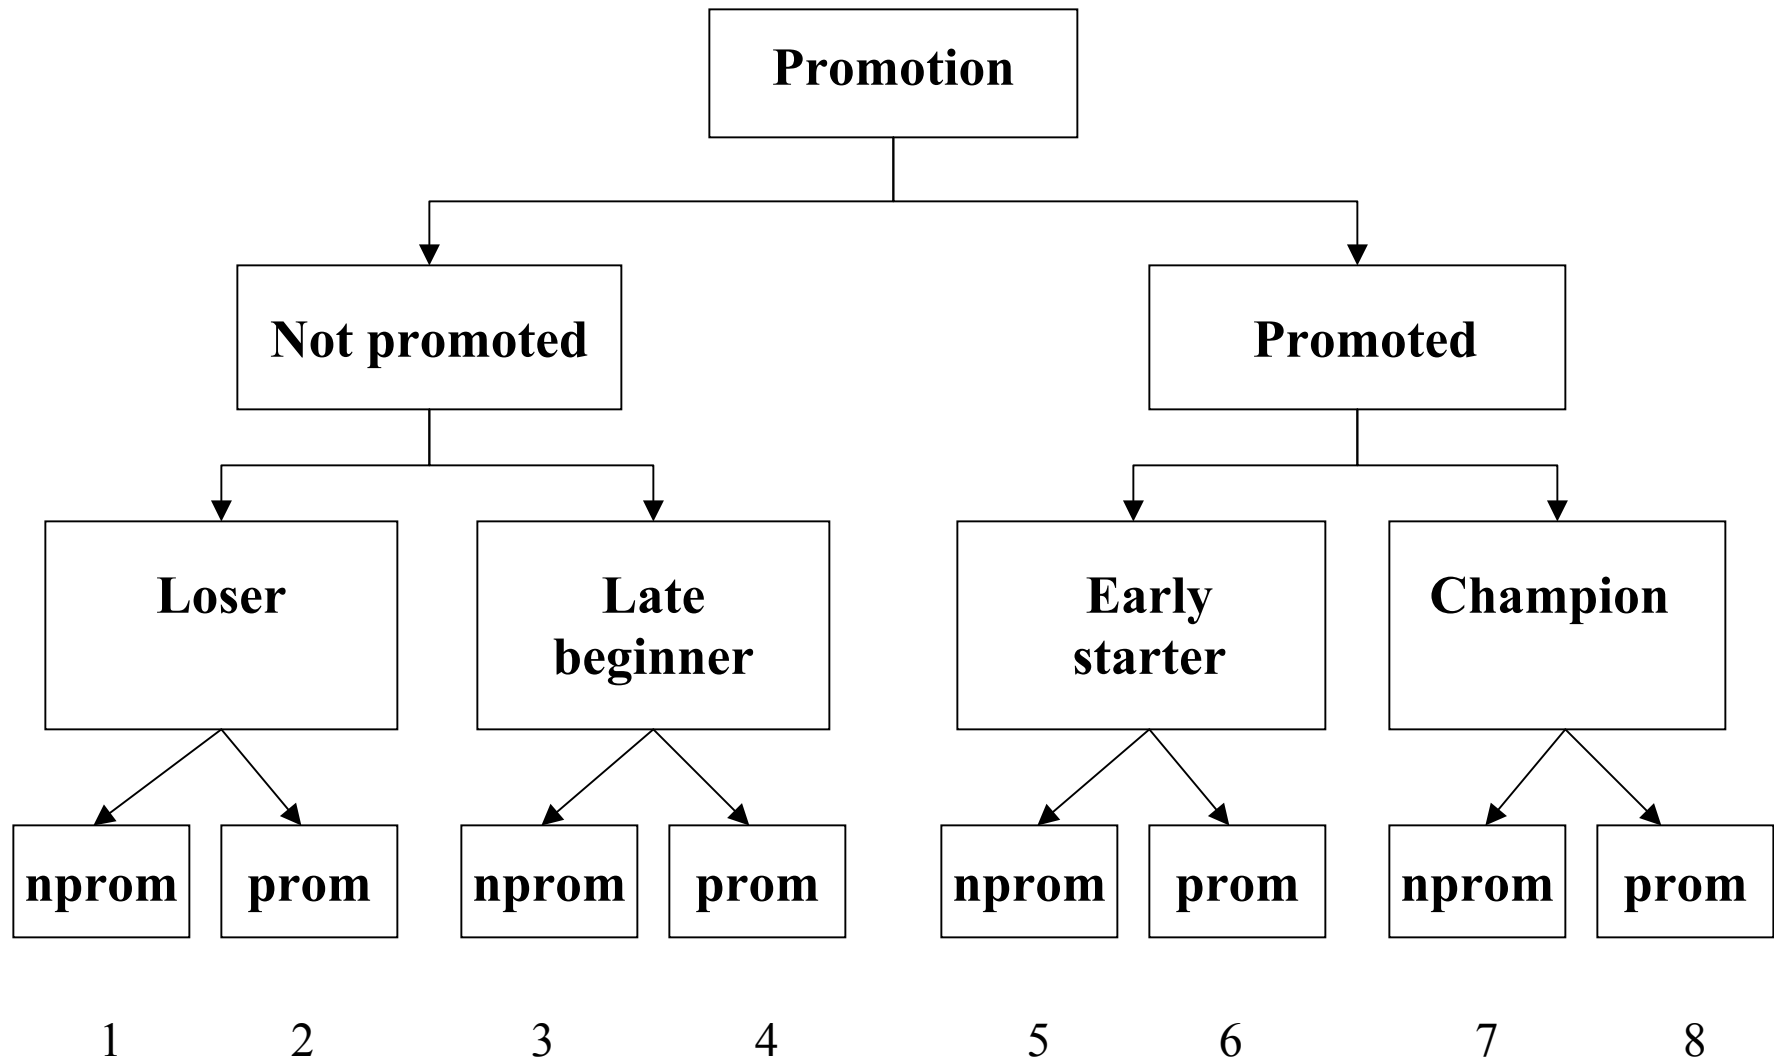 Promotion
Not promoted
Promoted
Loser
Late
beginner
Early
starter
Champion
nprom
prom
nprom
prom
nprom
prom
nprom
prom
1
2
3
4
5
6
7
8